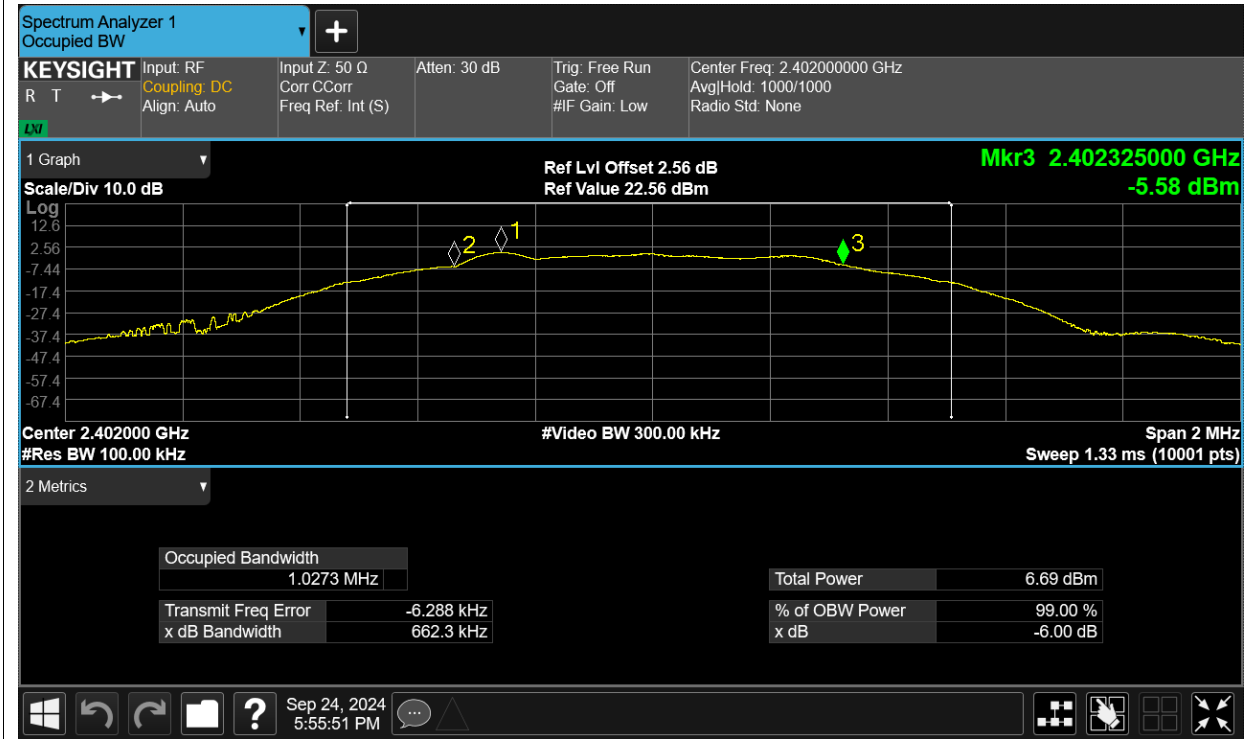 Spectrum Analyzer 1
Occupied BW
KEYSIGHT
R T
LXI
Input: RF
Coupling: DC
Align: Auto
Input Z: 50 Ω
Corr CCorr
Freq Ref: Int (S)
Atten: 30 dB
Trig: Free Run
Gate: Off
#IF Gain: Low
Center Freq: 2.402000000 GHz
Avg|Hold: 1000/1000
Radio Std: None
1 Graph
Scale/Div 10.0 dB
Ref Lvl Offset 2.56 dB
Ref Value 22.56 dBm
Mkr3 2.402325000 GHz
-5.58 dBm
Log
12.6
2.56
-7.44
-17.4
-27.4
-37.4
-47.4
-57.4
-67.4
2
1
3
Center 2.402000 GHz
#Res BW 100.00 kHz
#Video BW 300.00 kHz
Span 2 MHz
Sweep 1.33 ms (10001 pts)
2 Metrics
Occupied Bandwidth
1.0273 MHz
Transmit Freq Error -6.288 kHz
x dB Bandwidth 662.3 kHz
Total Power 6.69 dBm
% of OBW Power 99.00 %
x dB -6.00 dB
?
Sep 24, 2024
5:55:51 PM